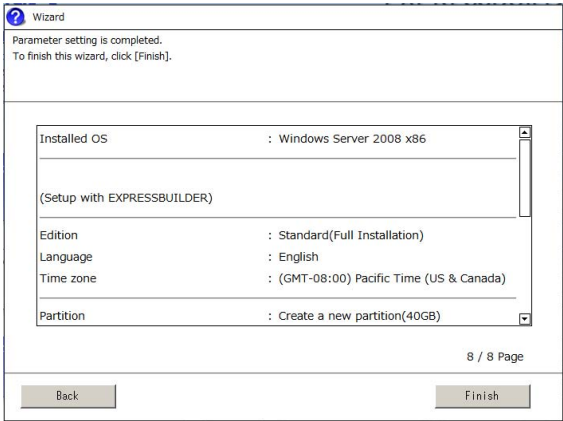 Wizard
Parameter setting is completed.
To finish this wizard, click [Finish].
Installed OS : Windows Server 2008 x86
(Setup with EXPRESSBUILDER)
Edition : Standard(Full Installation)
Language : English
Time zone : (GMT-08:00) Pacific Time (US & Canada)
Partition : Create a new partition(40GB)
8 / 8 Page
Back Finish